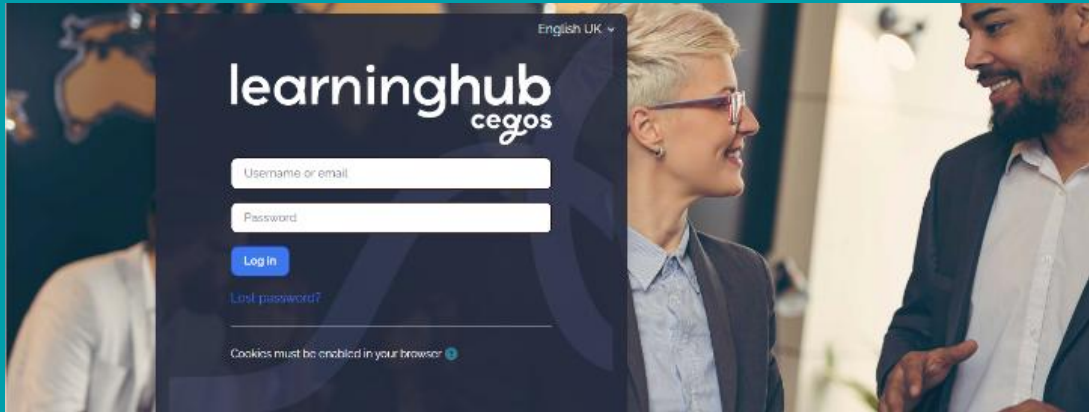 English UK
learninghub
cegos
Username or email
Password
Log in
Lost password?
Cookies must be enabled in your browser